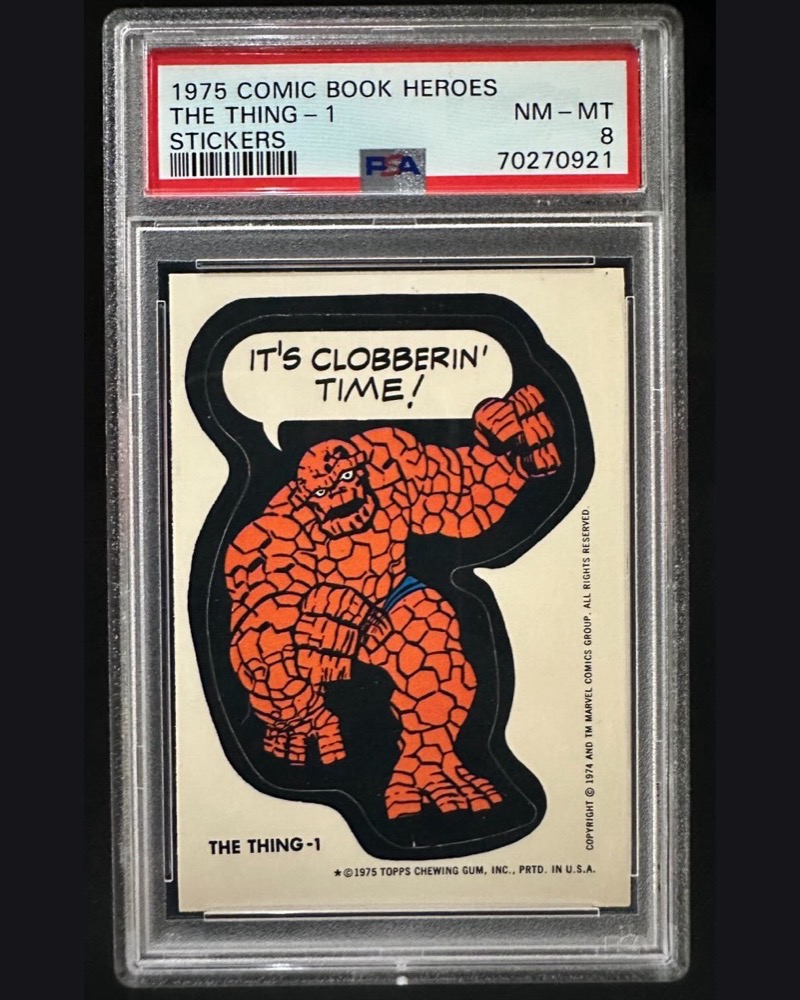 1975 COMIC BOOK HEROES
THE THING – 1 NM – MT
STICKERS 8
PSA 70270921
IT'S CLOBBERIN'
TIME!
COPYRIGHT © 1974 AND TM MARVEL COMICS GROUP. ALL RIGHTS RESERVED.
THE THING - 1
★ © 1975 TOPPS CHEWING GUM, INC., PRTD. IN U.S.A.